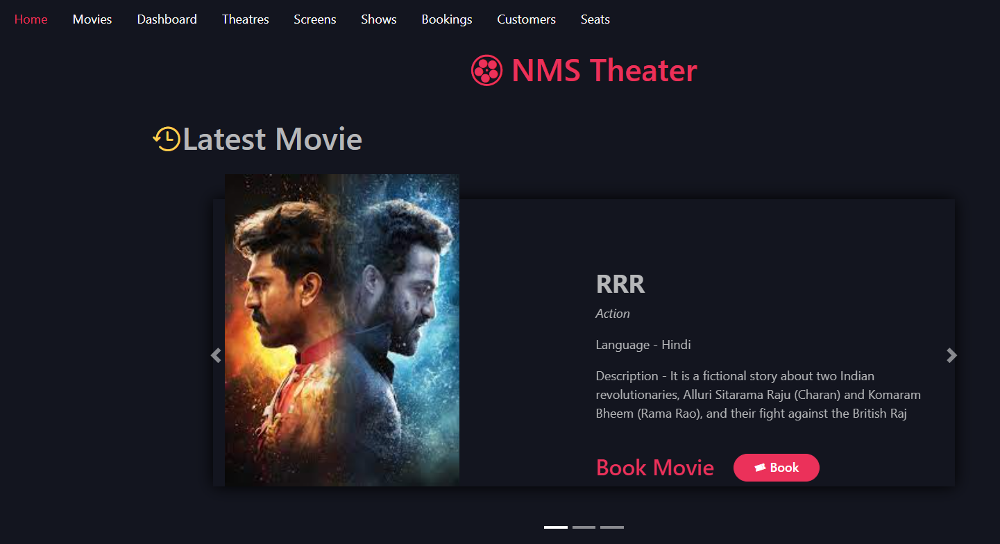 Home Movies Dashboard Theatres Screens Shows Bookings Customers Seats
NMS Theater
Latest Movie
RRR
Action
Language - Hindi
Description - It is a fictional story about two Indian
revolutionaries, Alluri Sitarama Raju (Charan) and Komaram
Bheem (Rama Rao), and their fight against the British Raj
Book Movie Book